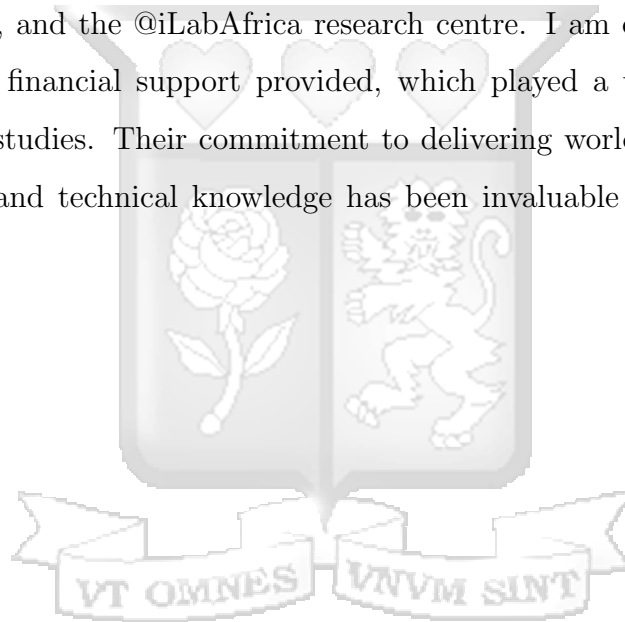 , and the @iLabAfrica research centre. I am
financial support provided, which played a
studies. Their commitment to delivering
and technical knowledge has been invaluable
VT OMNES VNVM SINT